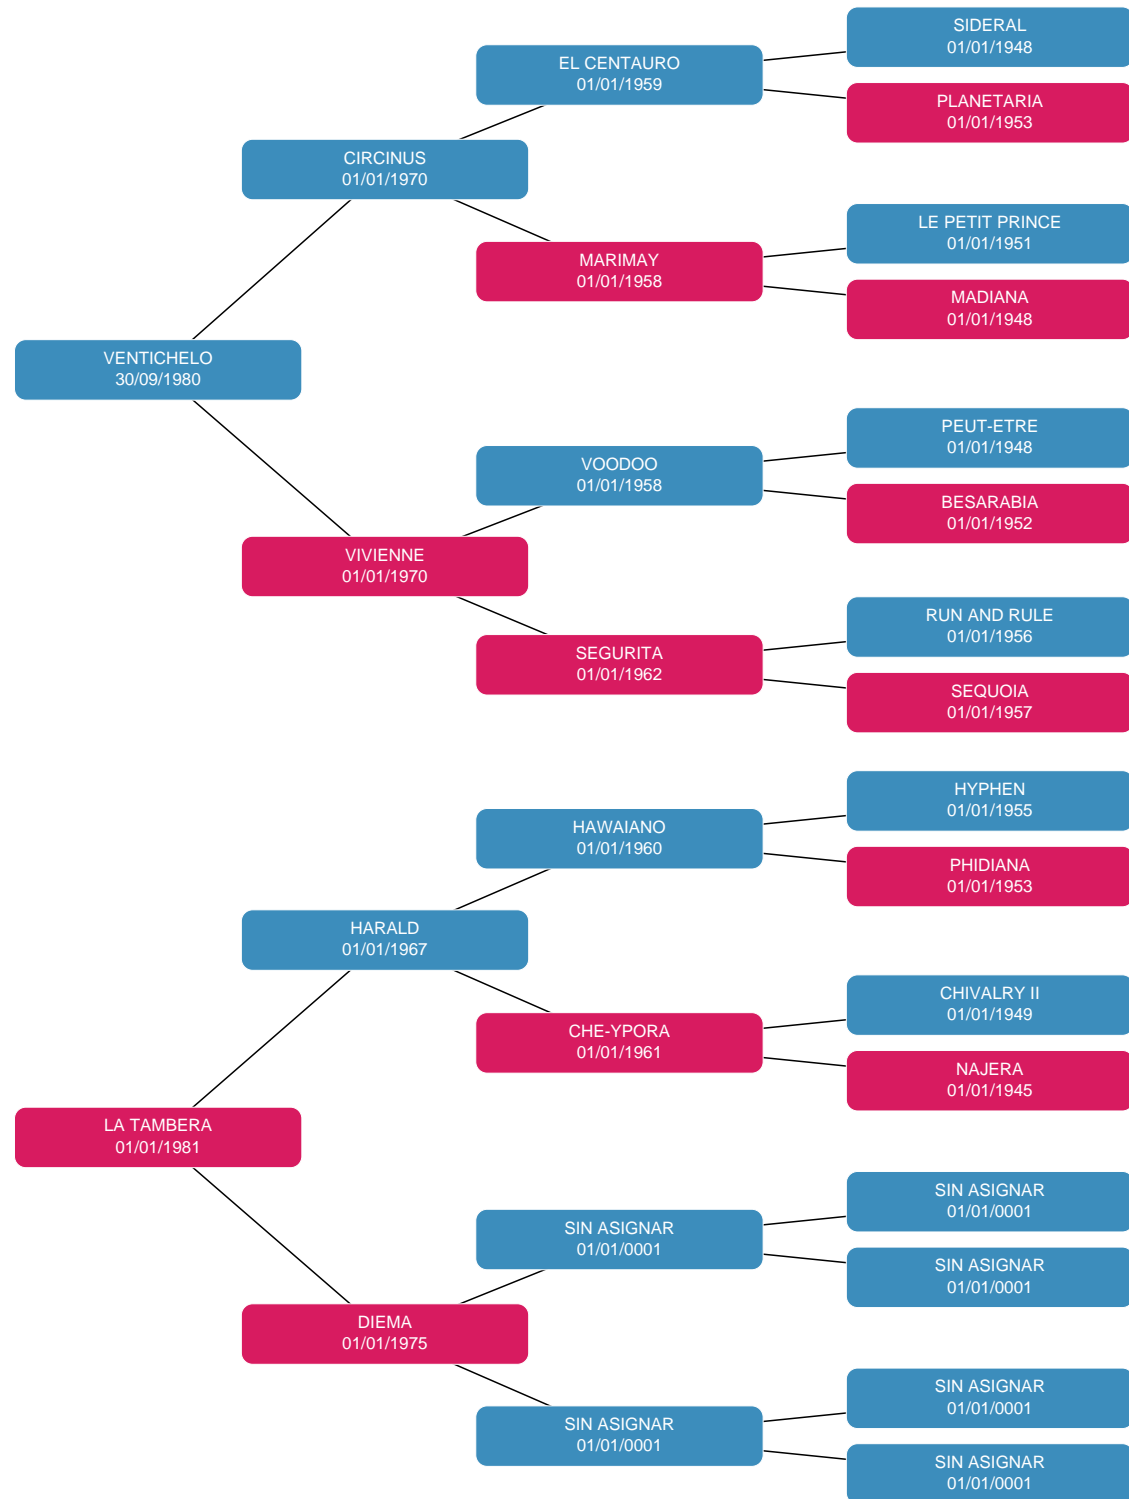 SIDERAL
01/01/1948
EL CENTAURO
01/01/1959
PLANETARIA
01/01/1953
CIRCINUS
01/01/1970
LE PETIT PRINCE
01/01/1951
MARIMAY
01/01/1958
MADIANA
01/01/1948
VENTICHELO
30/09/1980
PEUT-ETRE
01/01/1948
VOODOO
01/01/1958
BESARABIA
01/01/1952
VIVIENNE
01/01/1970
RUN AND RULE
01/01/1956
SEGURITA
01/01/1962
SEQUOIA
01/01/1957
HYPHEN
01/01/1955
HAWAIANO
01/01/1960
PHIDIANA
01/01/1953
HARALD
01/01/1967
CHIVALRY II
01/01/1949
CHE-YPORA
01/01/1961
NAJERA
01/01/1945
LA TAMBERA
01/01/1981
SIN ASIGNAR
01/01/0001
SIN ASIGNAR
01/01/0001
SIN ASIGNAR
01/01/0001
DIEMA
01/01/1975
SIN ASIGNAR
01/01/0001
SIN ASIGNAR
01/01/0001
SIN ASIGNAR
01/01/0001